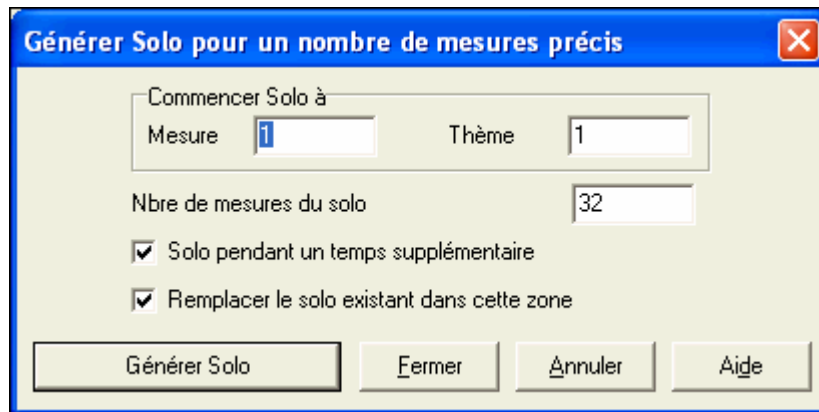 Générer Solo pour un nombre de mesures précis
Commencer Solo à
Mesure 1 Thème 1
Nbre de mesures du solo 32
Solo pendant un temps supplémentaire
Remplacer le solo existant dans cette zone
Générer Solo Fermer Annuler Aide